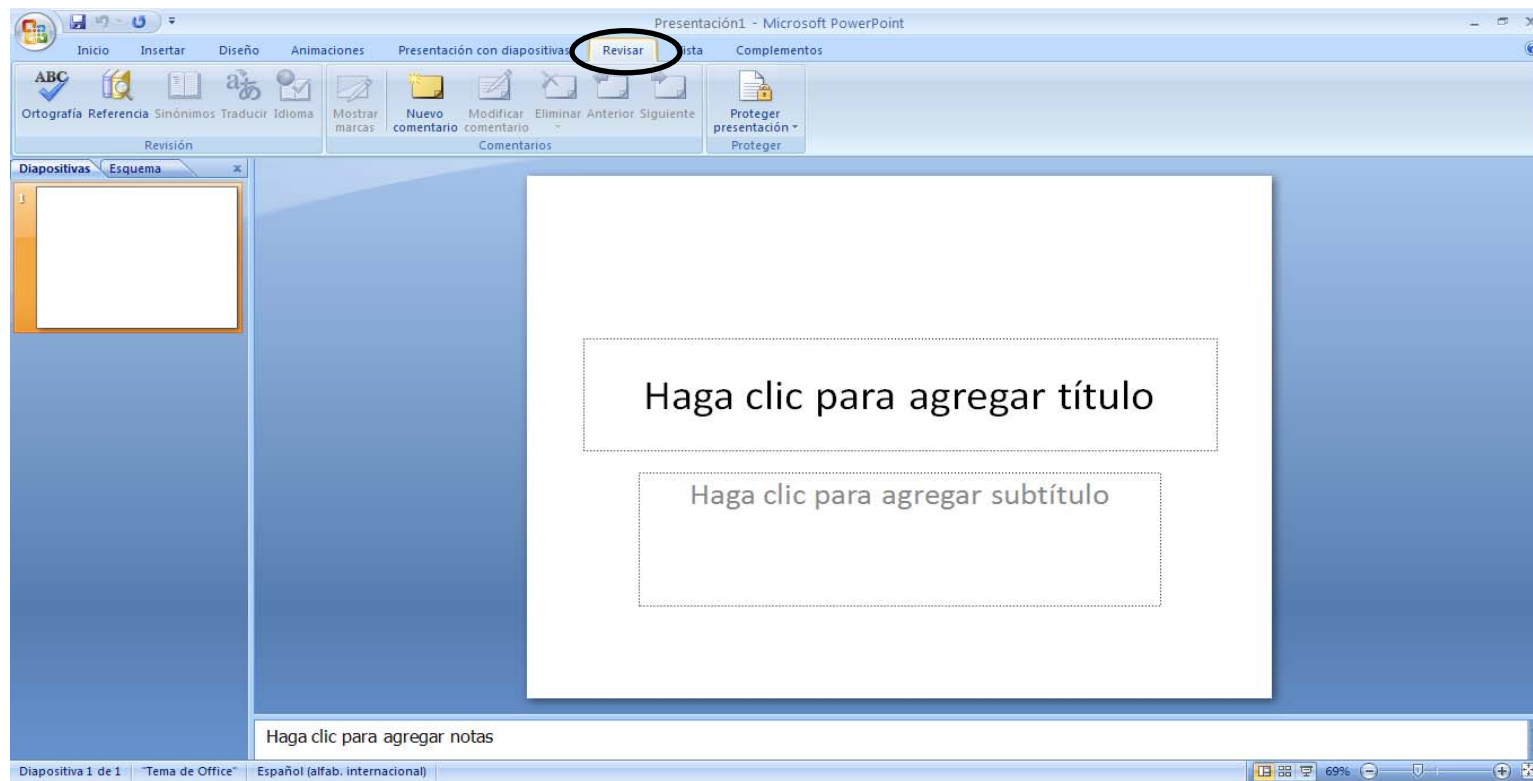 Presentación1 - Microsoft PowerPoint
Inicio Insertar Diseño Animaciones Presentación con diapositivas Revisar ista Complementos
ABC
Ortografía Referencia Sinónimos Traducir Idioma Mostrar marcas Nuevo comentario Modificar comentario Eliminar Anterior Siguiente Proteger presentación
Revisión Comentarios Proteger
Diapositivas Esquema
1
Haga clic para agregar título
Haga clic para agregar subtítulo
Haga clic para agregar notas
Diapositiva 1 de 1 "Tema de Office" Español (alfab. internacional) 69%